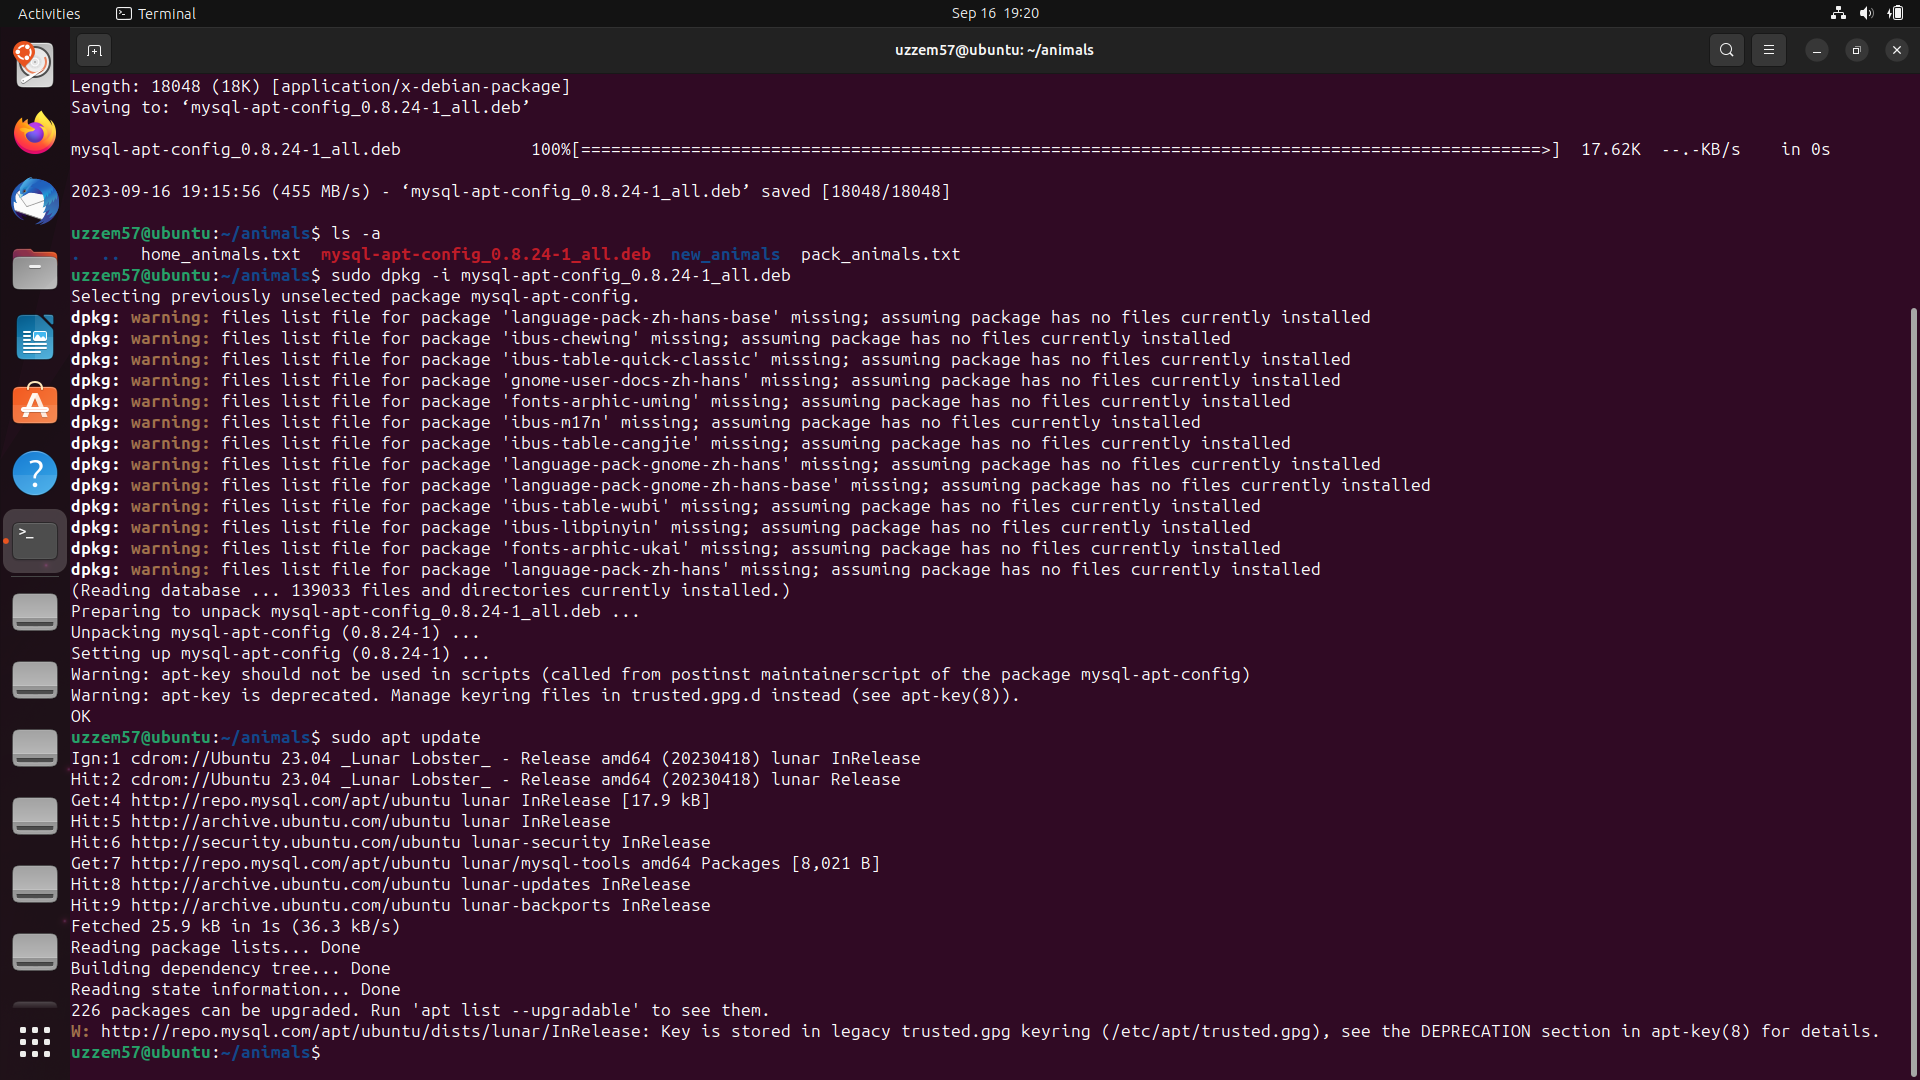 Activities Terminal Sep 16 19:20
uzzem57@ubuntu: ~/animals
Length: 18048 (18K) [application/x-debian-package]
Saving to: ‘mysql-apt-config_0.8.24-1_all.deb’
mysql-apt-config_0.8.24-1_all.deb 100%[================================================================================================>] 17.62K --.-KB/s in 0s
2023-09-16 19:15:56 (455 MB/s) - ‘mysql-apt-config_0.8.24-1_all.deb’ saved [18048/18048]
uzzem57@ubuntu:~/animals$ ls -a
. .. home_animals.txt mysql-apt-config_0.8.24-1_all.deb new_animals pack_animals.txt
uzzem57@ubuntu:~/animals$ sudo dpkg -i mysql-apt-config_0.8.24-1_all.deb
Selecting previously unselected package mysql-apt-config.
dpkg: warning: files list file for package 'language-pack-zh-hans-base' missing; assuming package has no files currently installed
dpkg: warning: files list file for package 'ibus-chewing' missing; assuming package has no files currently installed
dpkg: warning: files list file for package 'ibus-table-quick-classic' missing; assuming package has no files currently installed
dpkg: warning: files list file for package 'gnome-user-docs-zh-hans' missing; assuming package has no files currently installed
dpkg: warning: files list file for package 'fonts-arphic-uming' missing; assuming package has no files currently installed
dpkg: warning: files list file for package 'ibus-m17n' missing; assuming package has no files currently installed
dpkg: warning: files list file for package 'ibus-table-cangjie' missing; assuming package has no files currently installed
dpkg: warning: files list file for package 'language-pack-gnome-zh-hans' missing; assuming package has no files currently installed
dpkg: warning: files list file for package 'language-pack-gnome-zh-hans-base' missing; assuming package has no files currently installed
dpkg: warning: files list file for package 'ibus-table-wubi' missing; assuming package has no files currently installed
dpkg: warning: files list file for package 'ibus-libpinyin' missing; assuming package has no files currently installed
dpkg: warning: files list file for package 'fonts-arphic-ukai' missing; assuming package has no files currently installed
dpkg: warning: files list file for package 'language-pack-zh-hans' missing; assuming package has no files currently installed
(Reading database ... 139033 files and directories currently installed.)
Preparing to unpack mysql-apt-config_0.8.24-1_all.deb ...
Unpacking mysql-apt-config (0.8.24-1) ...
Setting up mysql-apt-config (0.8.24-1) ...
Warning: apt-key should not be used in scripts (called from postinst maintainerscript of the package mysql-apt-config)
Warning: apt-key is deprecated. Manage keyring files in trusted.gpg.d instead (see apt-key(8)).
OK
uzzem57@ubuntu:~/animals$ sudo apt update
Ign:1 cdrom://Ubuntu 23.04 _Lunar Lobster_ - Release amd64 (20230418) lunar InRelease
Hit:2 cdrom://Ubuntu 23.04 _Lunar Lobster_ - Release amd64 (20230418) lunar Release
Get:4 http://repo.mysql.com/apt/ubuntu lunar InRelease [17.9 kB]
Hit:5 http://archive.ubuntu.com/ubuntu lunar InRelease
Hit:6 http://security.ubuntu.com/ubuntu lunar-security InRelease
Get:7 http://repo.mysql.com/apt/ubuntu lunar/mysql-tools amd64 Packages [8,021 B]
Hit:8 http://archive.ubuntu.com/ubuntu lunar-updates InRelease
Hit:9 http://archive.ubuntu.com/ubuntu lunar-backports InRelease
Fetched 25.9 kB in 1s (36.3 kB/s)
Reading package lists... Done
Building dependency tree... Done
Reading state information... Done
226 packages can be upgraded. Run 'apt list --upgradable' to see them.
W: http://repo.mysql.com/apt/ubuntu/dists/lunar/InRelease: Key is stored in legacy trusted.gpg keyring (/etc/apt/trusted.gpg), see the DEPRECATION section in apt-key(8) for details.
uzzem57@ubuntu:~/animals$